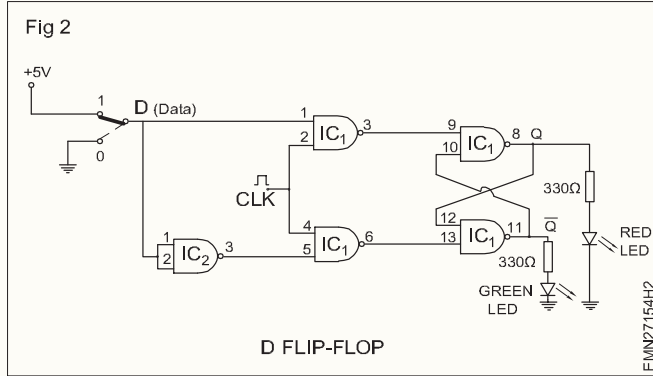 Fig 2
+5V
1
D (Data)
0
1
2
IC1
3
CLK
4
5
IC1
6
1
2
IC2
3
9
10
IC1
8
Q
12
13
IC1
11
Q̅
330Ω
330Ω
RED
LED
GREEN
LED
D FLIP-FLOP
EMN27154H2